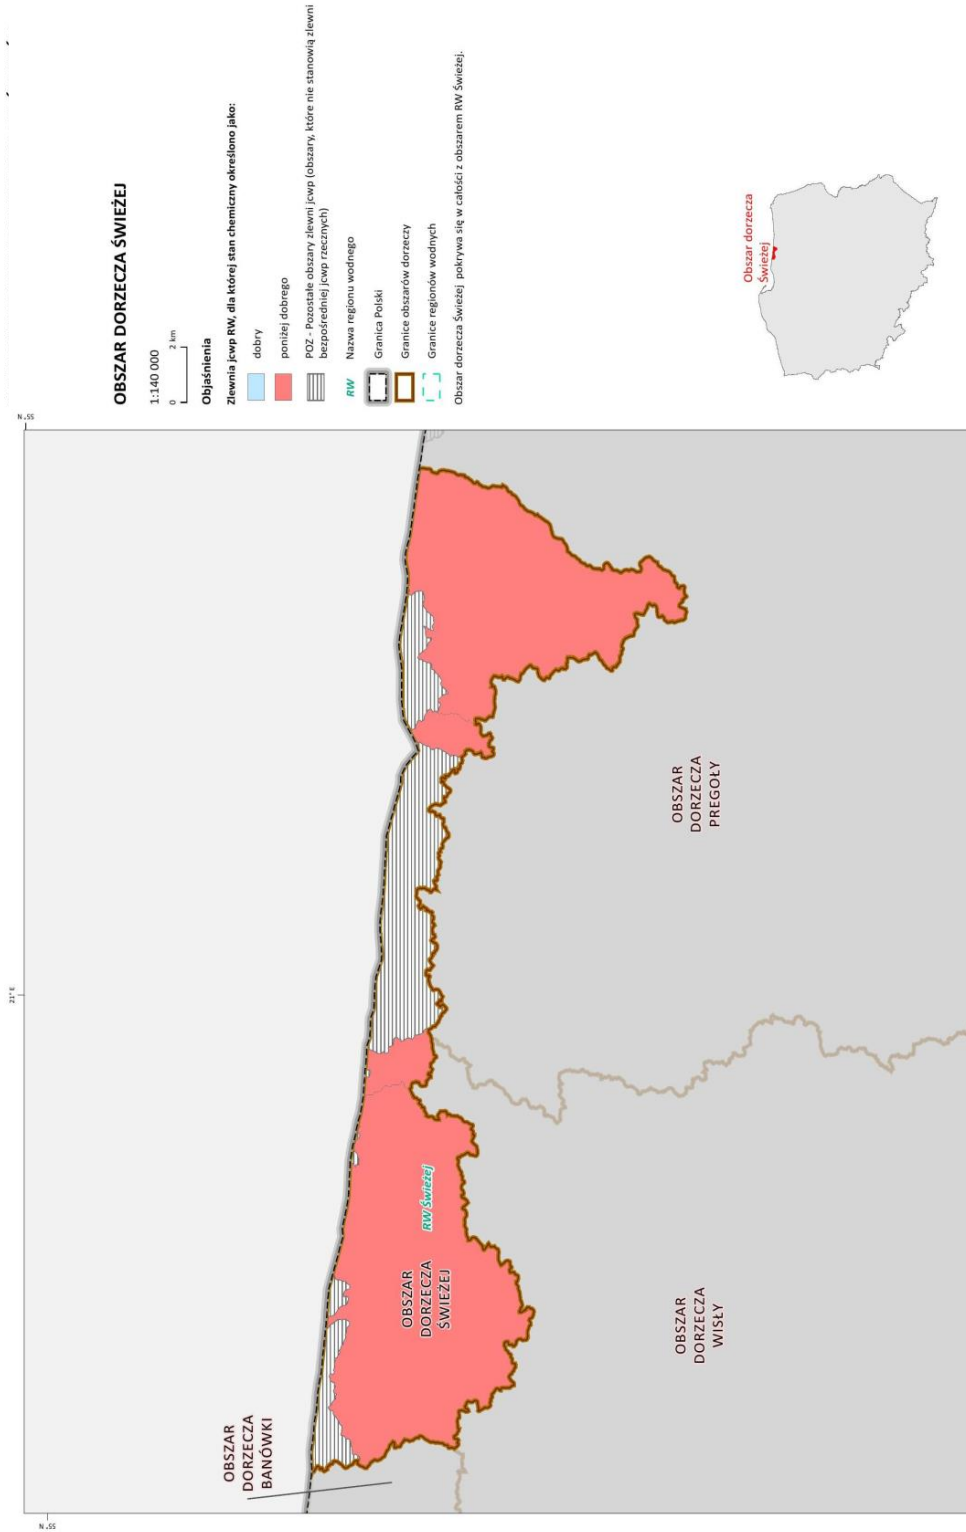 OBSZAR DORZECZA ŚWIEŻEJ
1:140 000
0
2 km
Objaśnienia
Zlewnia jcwp RW, dla której stan chemiczny określono jako:
dobry
poniżej dobrego
POZ - Pozostałe obszary zlewni jcwp (obszary, które nie stanowią zlewni
bezpośredniej jcwp rzecznych)
RW
Nazwa regionu wodnego
Granica Polski
Granice obszarów dorzeczy
Granice regionów wodnych
Obszar dorzecza Świeżej pokrywa się w całości z obszarem RW Świeżej.
Obszar dorzecza
Świeżej
21° E
OBSZAR
DORZECZA
BANÓWKI
OBSZAR
DORZECZA
ŚWIEŻEJ
RW Świeżej
OBSZAR
DORZECZA
WISŁY
OBSZAR
DORZECZA
PREGOŁY